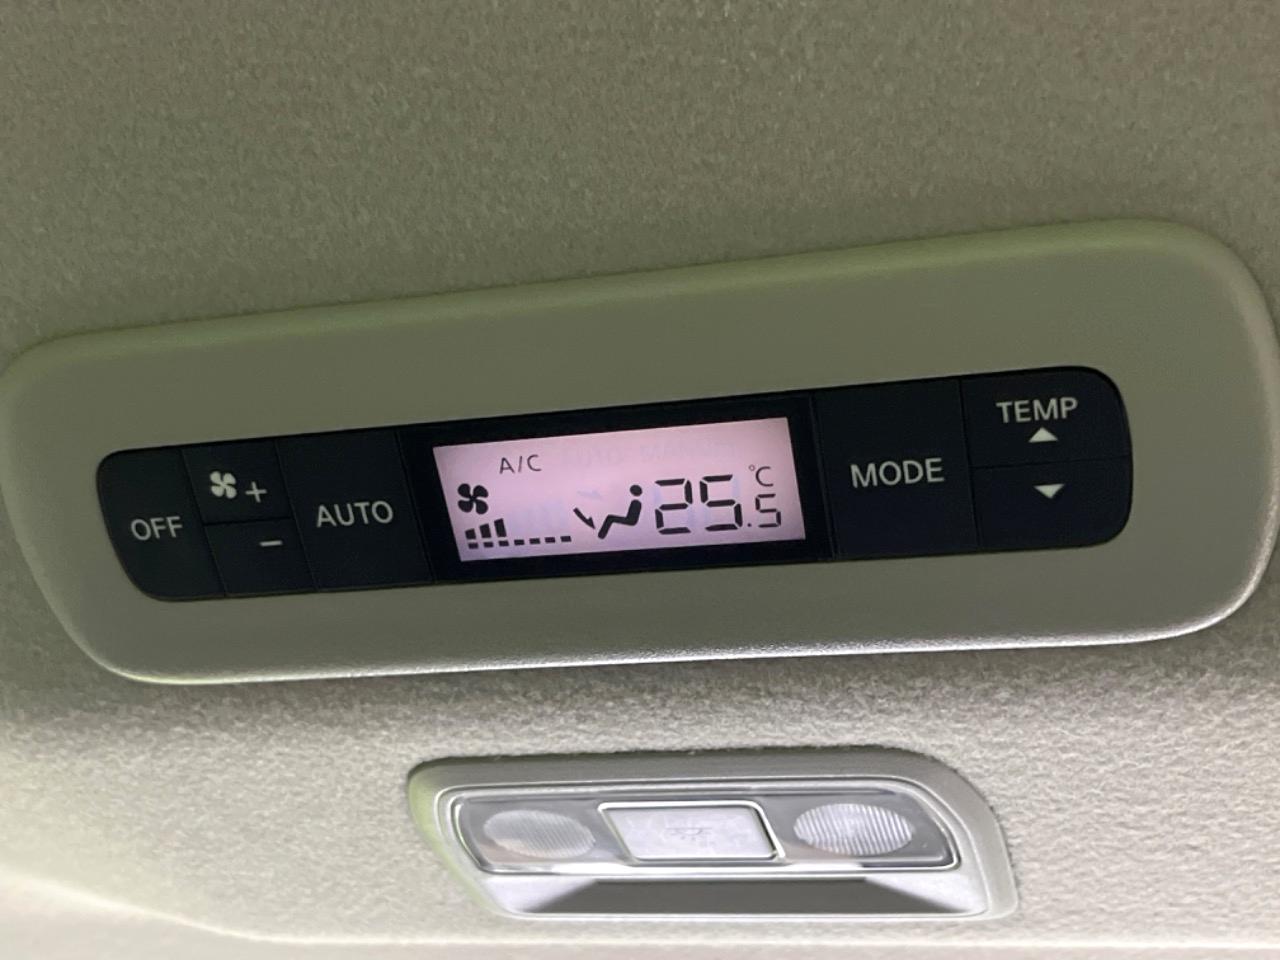 OFF
+
-
AUTO
A/C
25.5 °C
MODE
TEMP